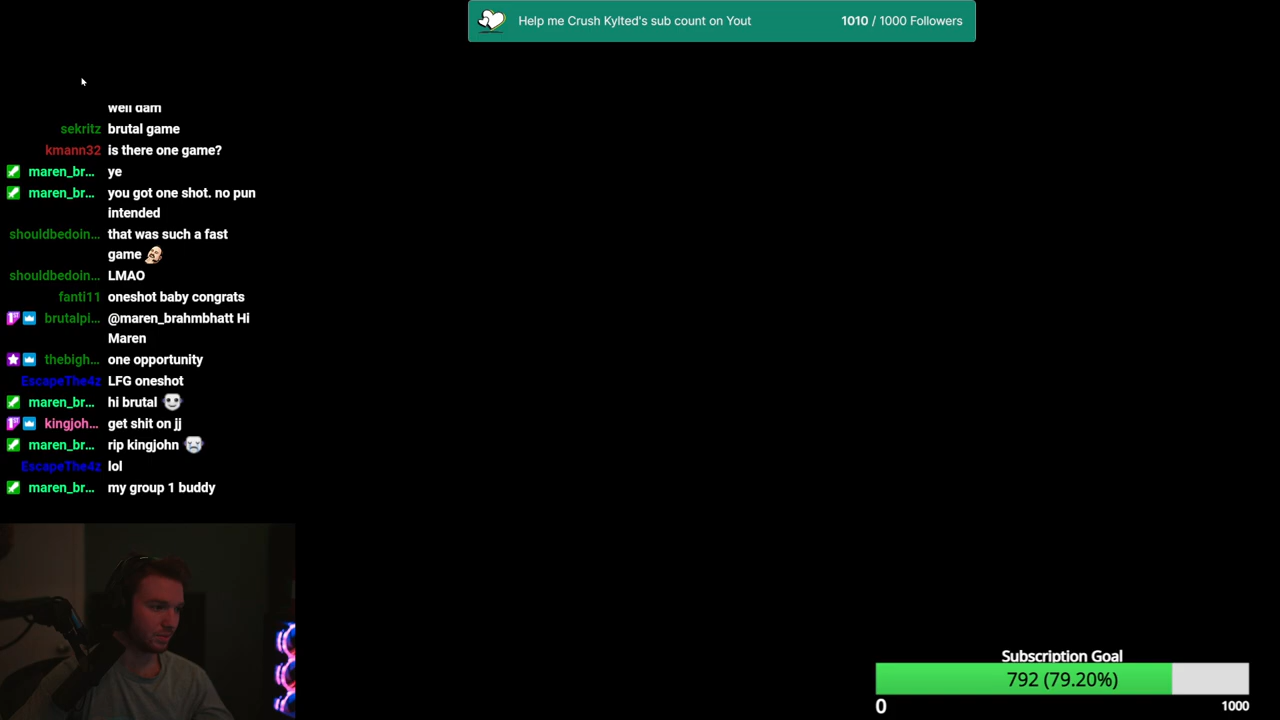 Help me Crush Kylted's sub count on Yout 1010 / 1000 Followers
well dam
sekritz brutal game
kmann32 is there one game?
maren_br... ye
maren_br... you got one shot. no pun
intended
shouldbedoin... that was such a fast
game
shouldbedoin... LMAO
fanti11 oneshot baby congrats
brutalpi... @maren_brahmbhatt Hi
Maren
thebigh... one opportunity
EscapeThe4z LFG oneshot
maren_br... hi brutal
kingjoh... get shit on jj
maren_br... rip kingjohn
EscapeThe4z lol
maren_br... my group 1 buddy
Subscription Goal
792 (79.20%)
0 1000